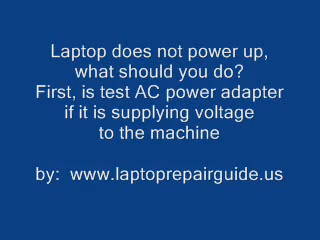 Laptop does not power up,
what should you do?
First, is test AC power adapter
if it is supplying voltage
to the machine
by: www.laptoprepairguide.us